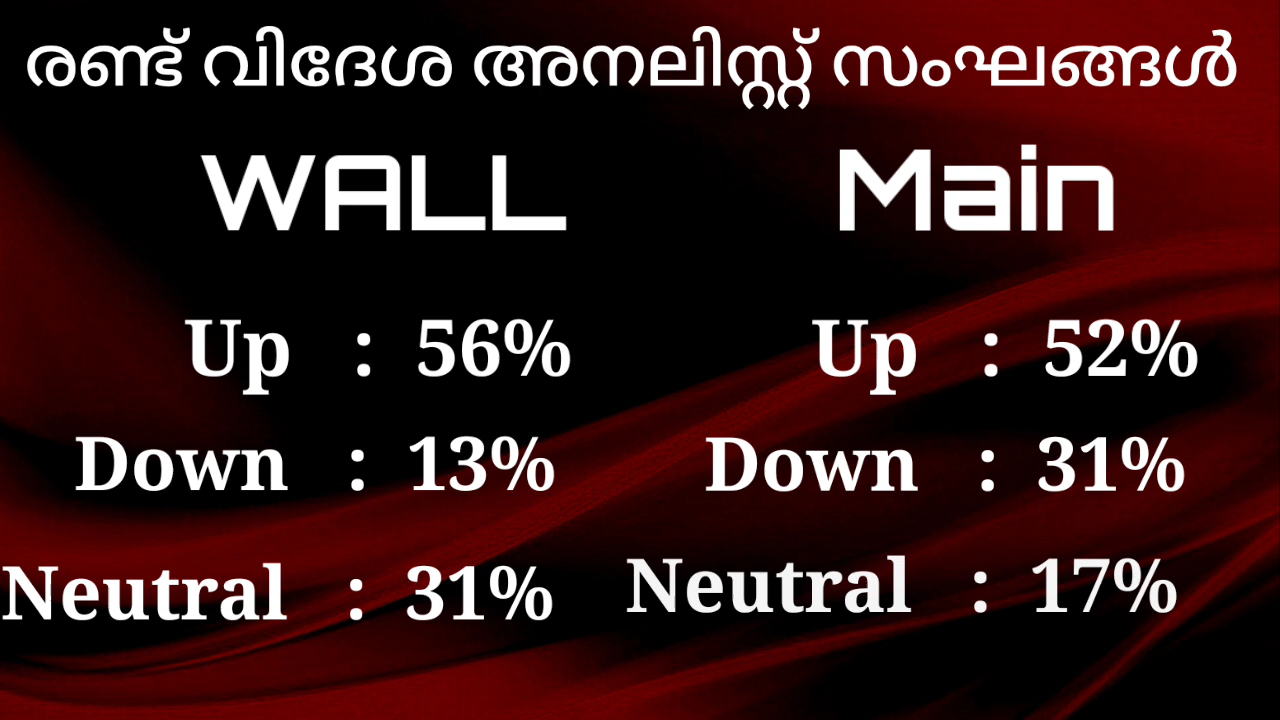 രണ്ട് വിദേശ അനലിസ്റ്റ് സംഘങ്ങൾ
WALL Main
Up : 56% Up : 52%
Down : 13% Down : 31%
Neutral : 31% Neutral : 17%